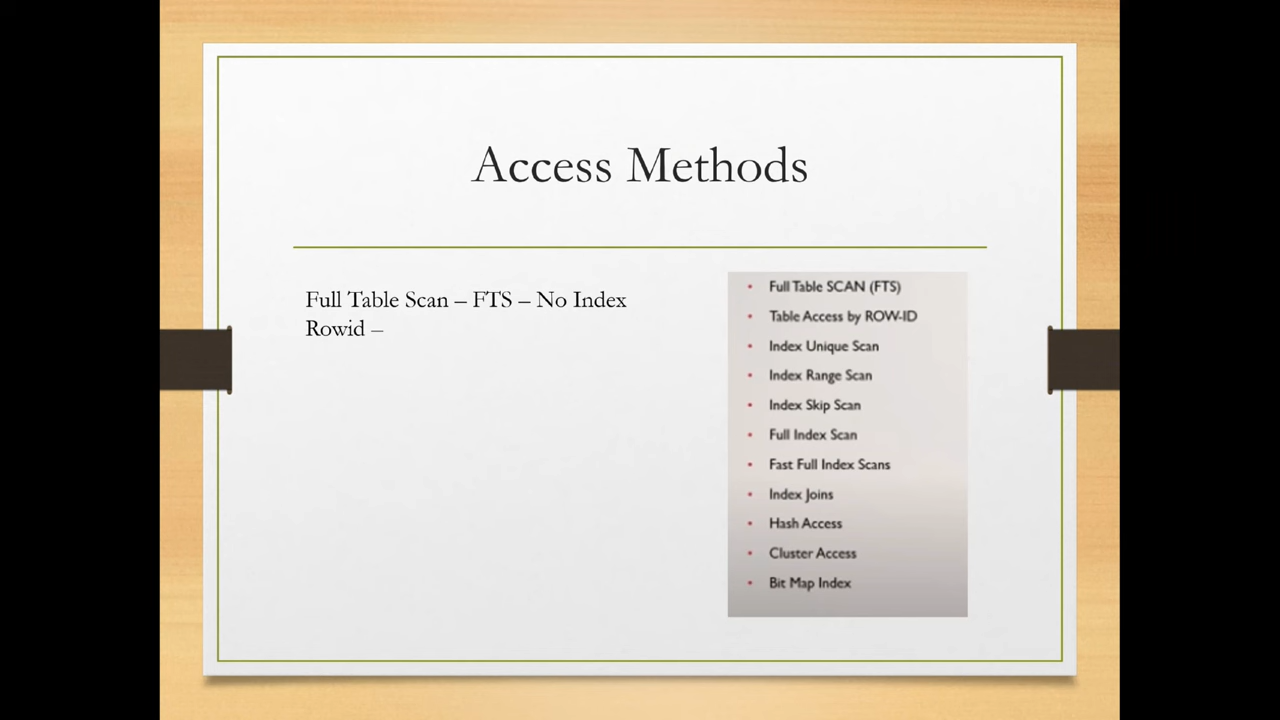 Access Methods
Full Table Scan – FTS – No Index
Rowid –
• Full Table SCAN (FTS)
• Table Access by ROW-ID
• Index Unique Scan
• Index Range Scan
• Index Skip Scan
• Full Index Scan
• Fast Full Index Scans
• Index Joins
• Hash Access
• Cluster Access
• Bit Map Index